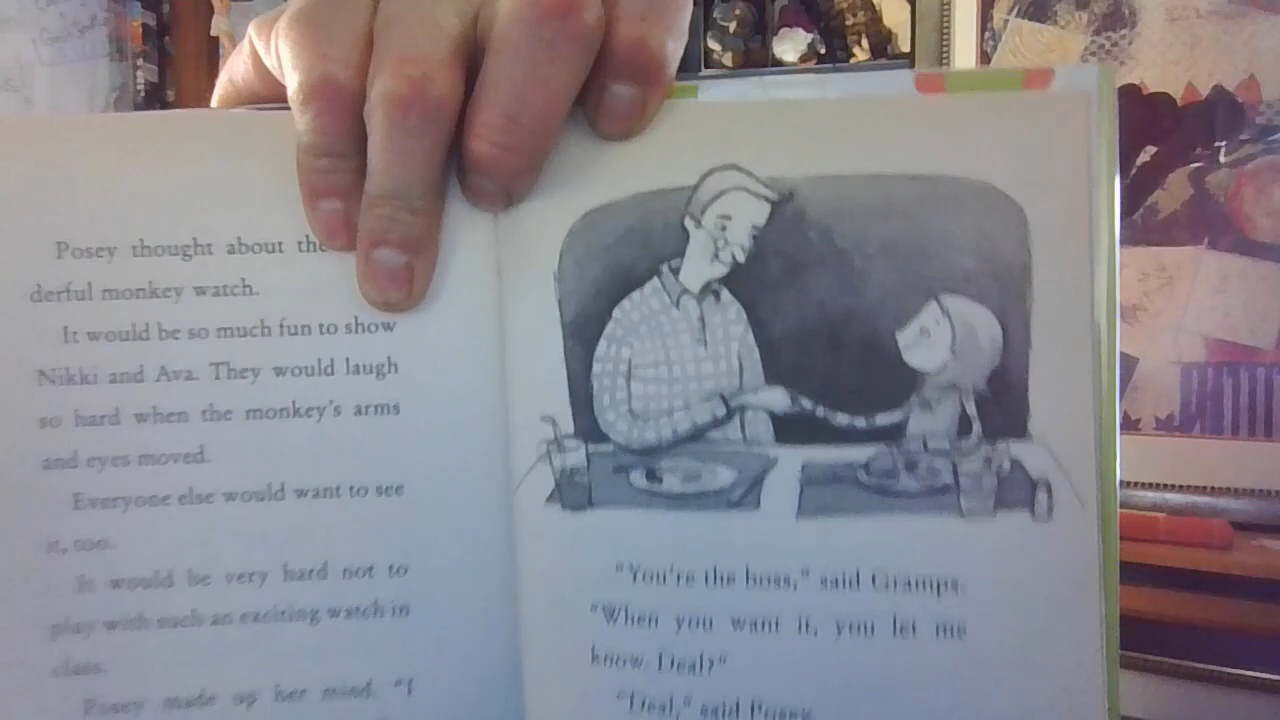 Posey thought about the
derful monkey watch.
It would be so much fun to show
Nikki and Ava. They would laugh
so hard when the monkey's arms
and eyes moved.
Everyone else would want to see
it, too.
It would be very hard not to
play with such an exciting watch in
class.
Posey made up her mind. "I
"You're the boss," said Gramps.
"When you want it, you let me
know. Deal?"
"Deal," said Posey.